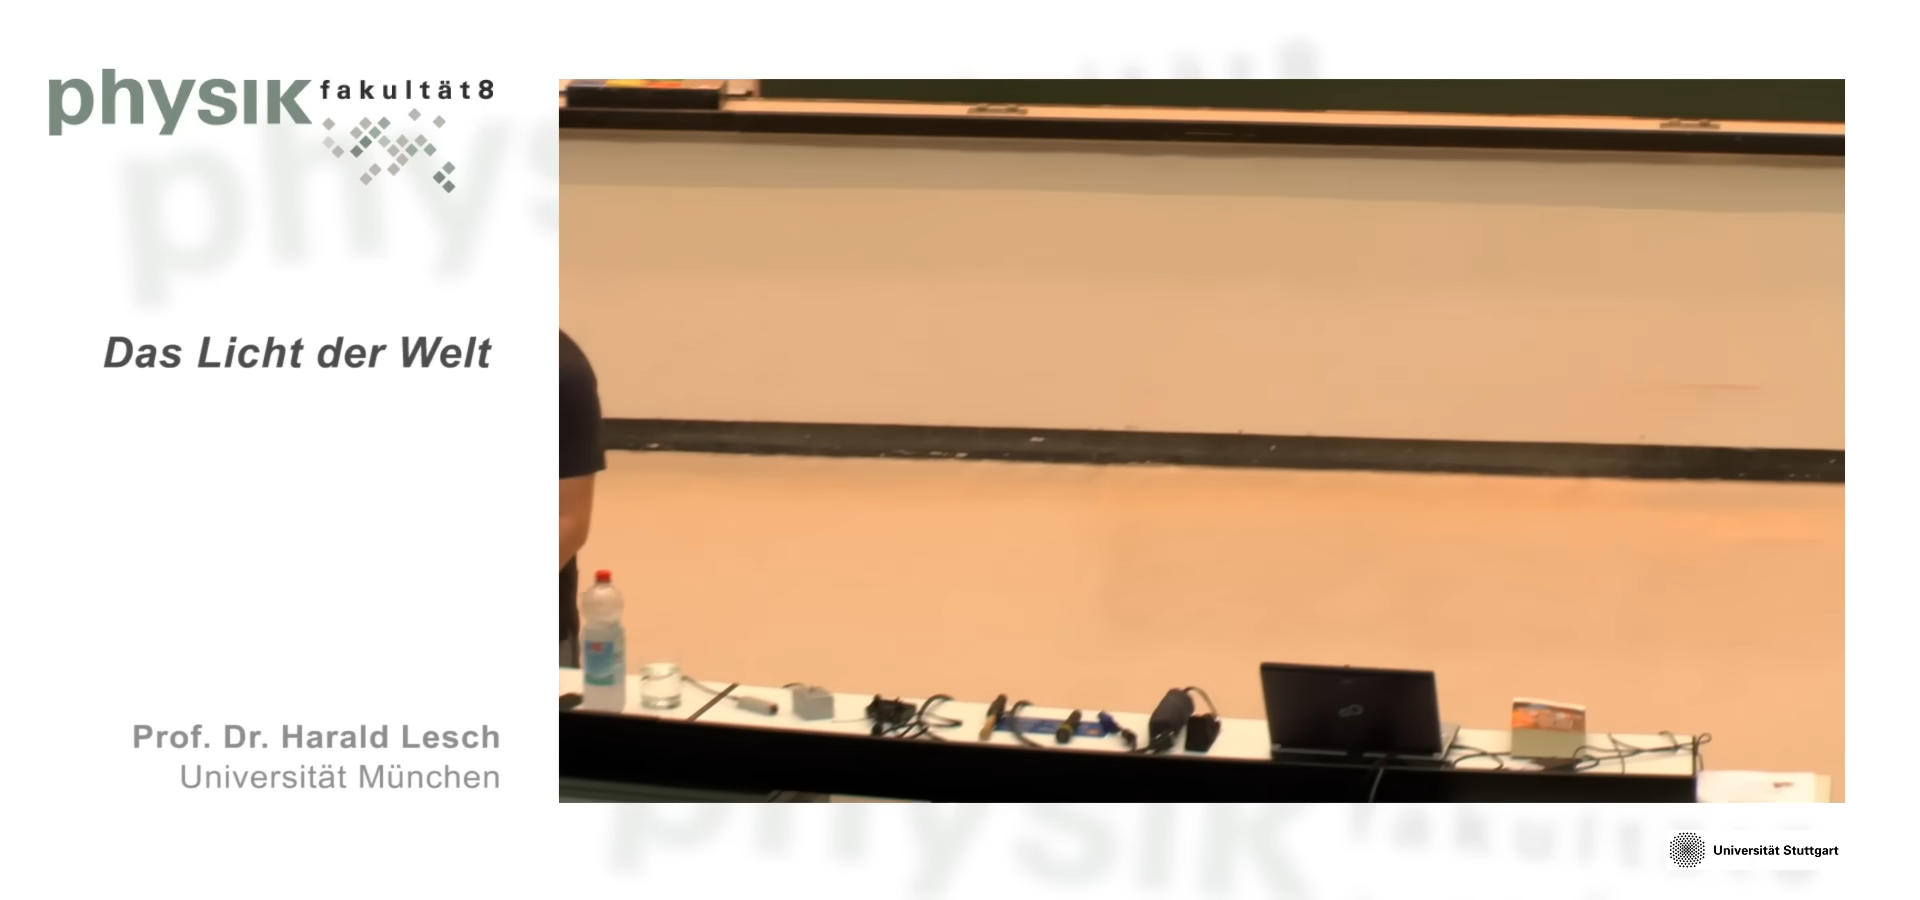 physik fakultät8
Das Licht der Welt
Prof. Dr. Harald Lesch
Universität München
Universität Stuttgart